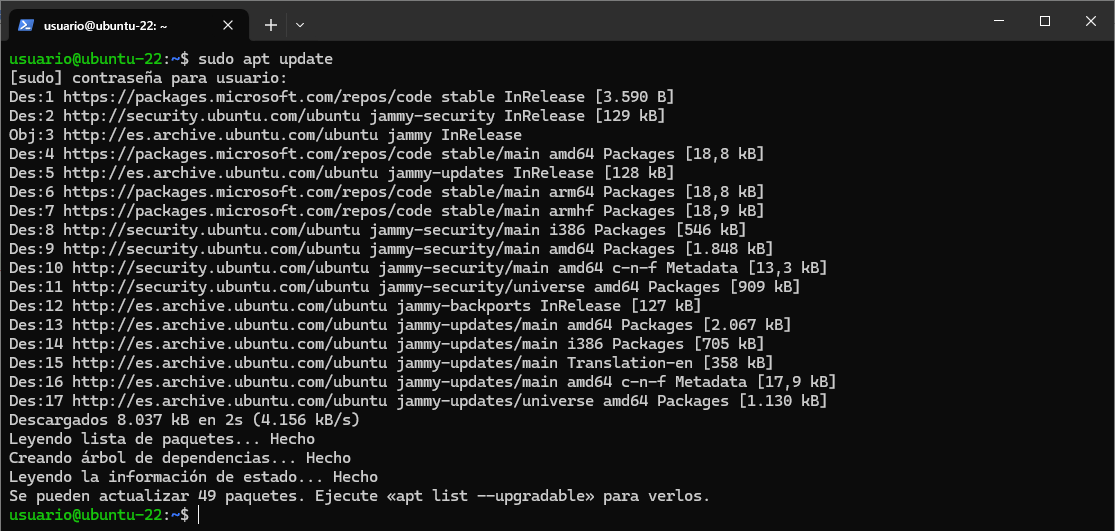 usuario@ubuntu-22: ~
usuario@ubuntu-22:~$ sudo apt update
[sudo] contraseña para usuario:
Des:1 https://packages.microsoft.com/repos/code stable InRelease [3.590 B]
Des:2 http://security.ubuntu.com/ubuntu jammy-security InRelease [129 kB]
Obj:3 http://es.archive.ubuntu.com/ubuntu jammy InRelease
Des:4 https://packages.microsoft.com/repos/code stable/main amd64 Packages [18,8 kB]
Des:5 http://es.archive.ubuntu.com/ubuntu jammy-updates InRelease [128 kB]
Des:6 https://packages.microsoft.com/repos/code stable/main arm64 Packages [18,8 kB]
Des:7 https://packages.microsoft.com/repos/code stable/main armhf Packages [18,9 kB]
Des:8 http://security.ubuntu.com/ubuntu jammy-security/main i386 Packages [546 kB]
Des:9 http://security.ubuntu.com/ubuntu jammy-security/main amd64 Packages [1.848 kB]
Des:10 http://security.ubuntu.com/ubuntu jammy-security/main amd64 c-n-f Metadata [13,3 kB]
Des:11 http://security.ubuntu.com/ubuntu jammy-security/universe amd64 Packages [909 kB]
Des:12 http://es.archive.ubuntu.com/ubuntu jammy-backports InRelease [127 kB]
Des:13 http://es.archive.ubuntu.com/ubuntu jammy-updates/main amd64 Packages [2.067 kB]
Des:14 http://es.archive.ubuntu.com/ubuntu jammy-updates/main i386 Packages [705 kB]
Des:15 http://es.archive.ubuntu.com/ubuntu jammy-updates/main Translation-en [358 kB]
Des:16 http://es.archive.ubuntu.com/ubuntu jammy-updates/main amd64 c-n-f Metadata [17,9 kB]
Des:17 http://es.archive.ubuntu.com/ubuntu jammy-updates/universe amd64 Packages [1.130 kB]
Descargados 8.037 kB en 2s (4.156 kB/s)
Leyendo lista de paquetes... Hecho
Creando árbol de dependencias... Hecho
Leyendo la información de estado... Hecho
Se pueden actualizar 49 paquetes. Ejecute «apt list --upgradable» para verlos.
usuario@ubuntu-22:~$